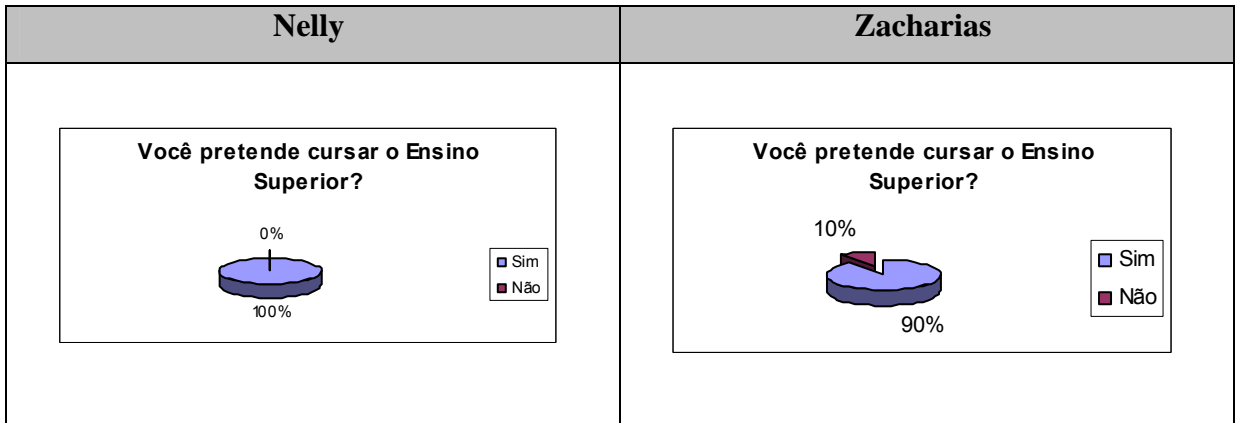 Nelly
Zacharias
Você pretende cursar o Ensino
Superior?
0%
100%
Sim
Não
Você pretende cursar o Ensino
Superior?
10%
90%
Sim
Não